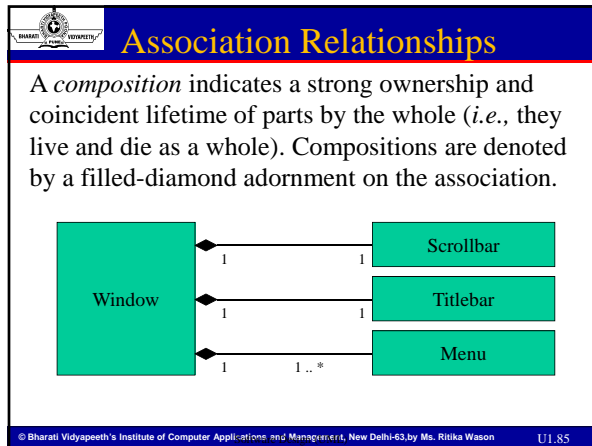 BHARATI VIDYAPEETH
PUNE
Association Relationships
A composition indicates a strong ownership and
coincident lifetime of parts by the whole (i.e., they
live and die as a whole). Compositions are denoted
by a filled-diamond adornment on the association.
Window
1 1 Scrollbar
1 1 Titlebar
1 1 .. * Menu
© Bharati Vidyapeeth's Institute of Computer Applications and Management, New Delhi-63,by Ms. Ritika Wason U1.85